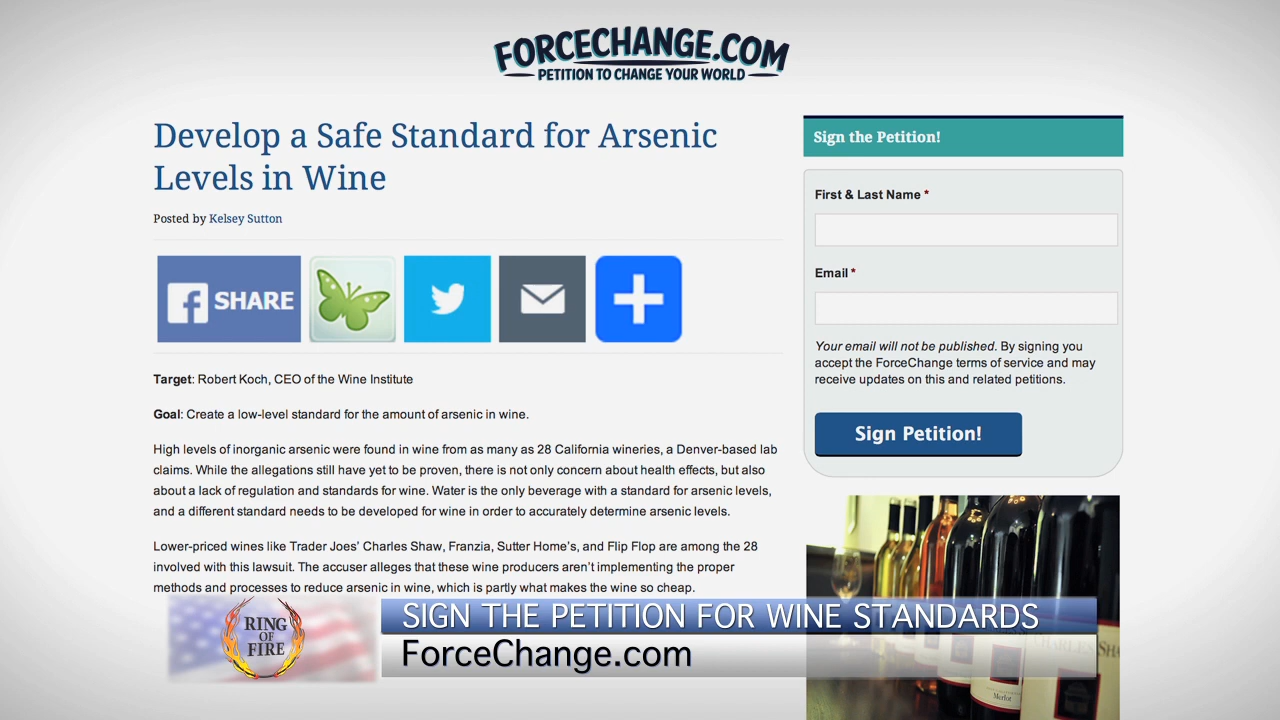 FORCECHANGE.COM
PETITION TO CHANGE YOUR WORLD
Develop a Safe Standard for Arsenic
Levels in Wine
Posted by Kelsey Sutton
SHARE
Target: Robert Koch, CEO of the Wine Institute
Goal: Create a low-level standard for the amount of arsenic in wine.
High levels of inorganic arsenic were found in wine from as many as 28 California wineries, a Denver-based lab
claims. While the allegations still have yet to be proven, there is not only concern about health effects, but also
about a lack of regulation and standards for wine. Water is the only beverage with a standard for arsenic levels,
and a different standard needs to be developed for wine in order to accurately determine arsenic levels.
Lower-priced wines like Trader Joes' Charles Shaw, Franzia, Sutter Home's, and Flip Flop are among the 28
involved with this lawsuit. The accuser alleges that these wine producers aren't implementing the proper
methods and processes to reduce arsenic in wine, which is partly what makes the wine so cheap.
Sign the Petition!
First & Last Name *
Email *
Your email will not be published. By signing you
accept the ForceChange terms of service and may
receive updates on this and related petitions.
Sign Petition!
Merlot
RING
OF
FIRE
SIGN THE PETITION FOR WINE STANDARDS
ForceChange.com